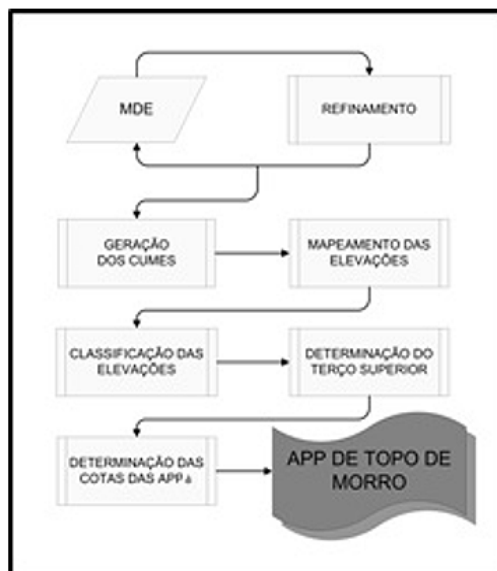 MDE
REFINAMENTO
GERAÇÃO
DOS CUMES
MAPEAMENTO DAS
ELEVAÇÕES
CLASSIFICAÇÃO DAS
ELEVAÇÕES
DETERMINAÇÃO DO
TERÇO SUPERIOR
DETERMINAÇÃO DAS
COTAS DAS APP
APP DE TOPO DE
MORRO